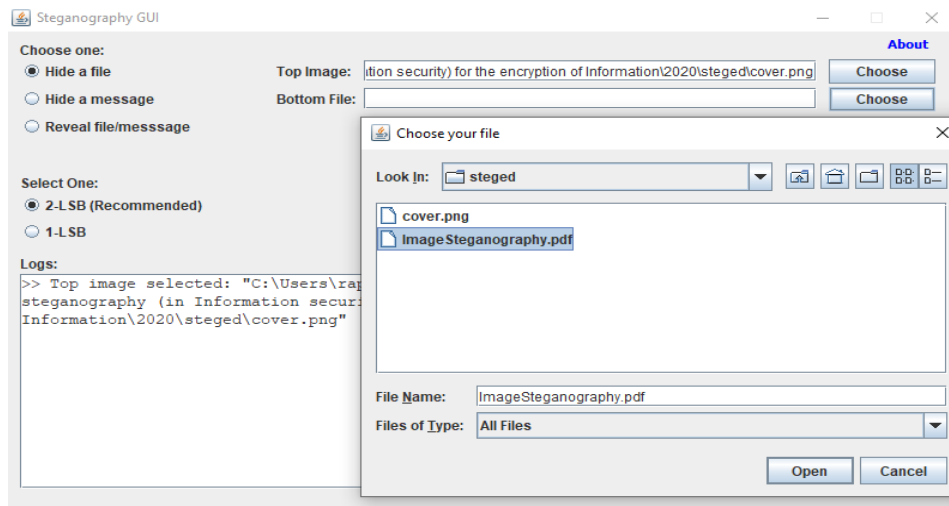 Steganography GUI
About
Choose one:
Hide a file
Top Image: ition security) for the encryption of Information\2020\steged\cover.png Choose
Hide a message
Bottom File: Choose
Reveal file/messsage
Choose your file
Look In: steged
Select One:
2-LSB (Recommended)
1-LSB
cover.png
ImageSteganography.pdf
Logs:
>> Top image selected: "C:\Users\rap
steganography (in Information securi
Information\2020\steged\cover.png"
File Name: ImageSteganography.pdf
Files of Type: All Files
Open Cancel